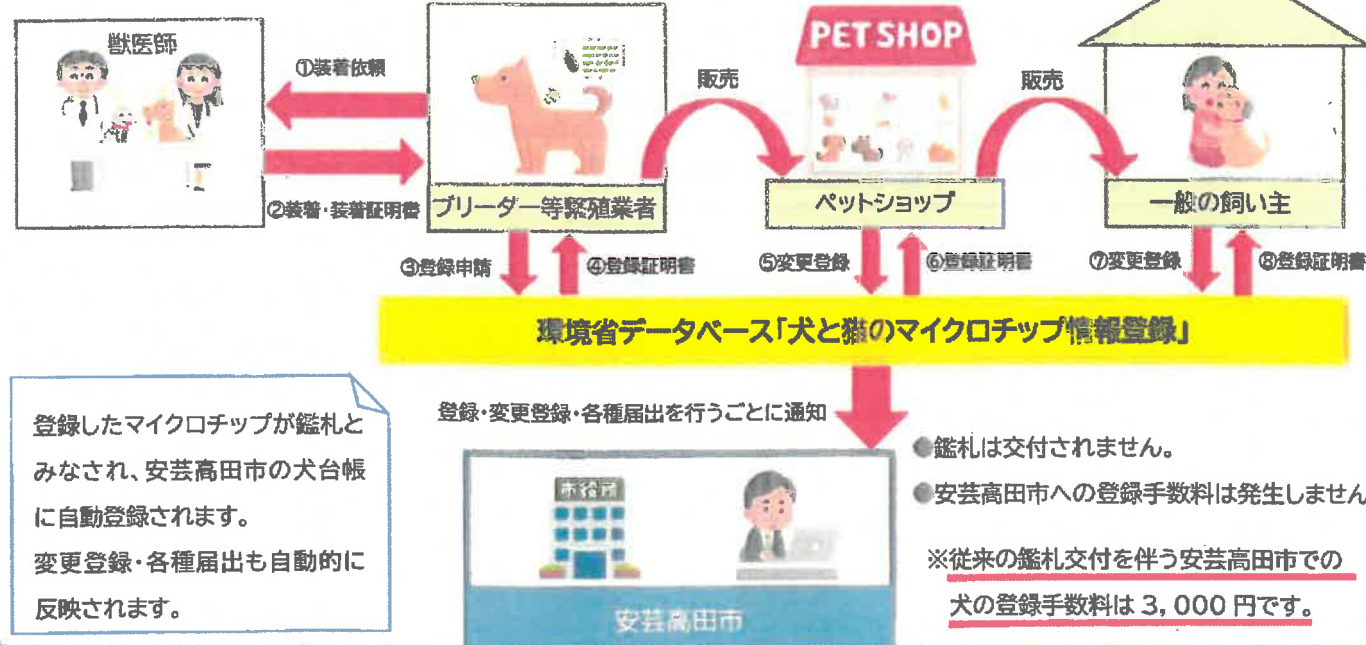 獣医師
①装着依頼
②装着・装着証明書
ブリーダー等繁殖業者
販売
PET SHOP
ペットショップ
販売
一般の飼い主
③登録申請
④登録証明書
⑤変更登録
⑥登録証明書
⑦変更登録
⑧登録証明書
環境省データベース「犬と猫のマイクロチップ情報登録」
登録したマイクロチップが鑑札と
みなされ、安芸高田市の犬台帳
に自動登録されます。
変更登録・各種届出も自動的に
反映されます。
登録・変更登録・各種届出を行うごとに通知
市役所
安芸高田市
●鑑札は交付されません。
●安芸高田市への登録手数料は発生しません
※従来の鑑札交付を伴う安芸高田市での
犬の登録手数料は 3,000 円です。